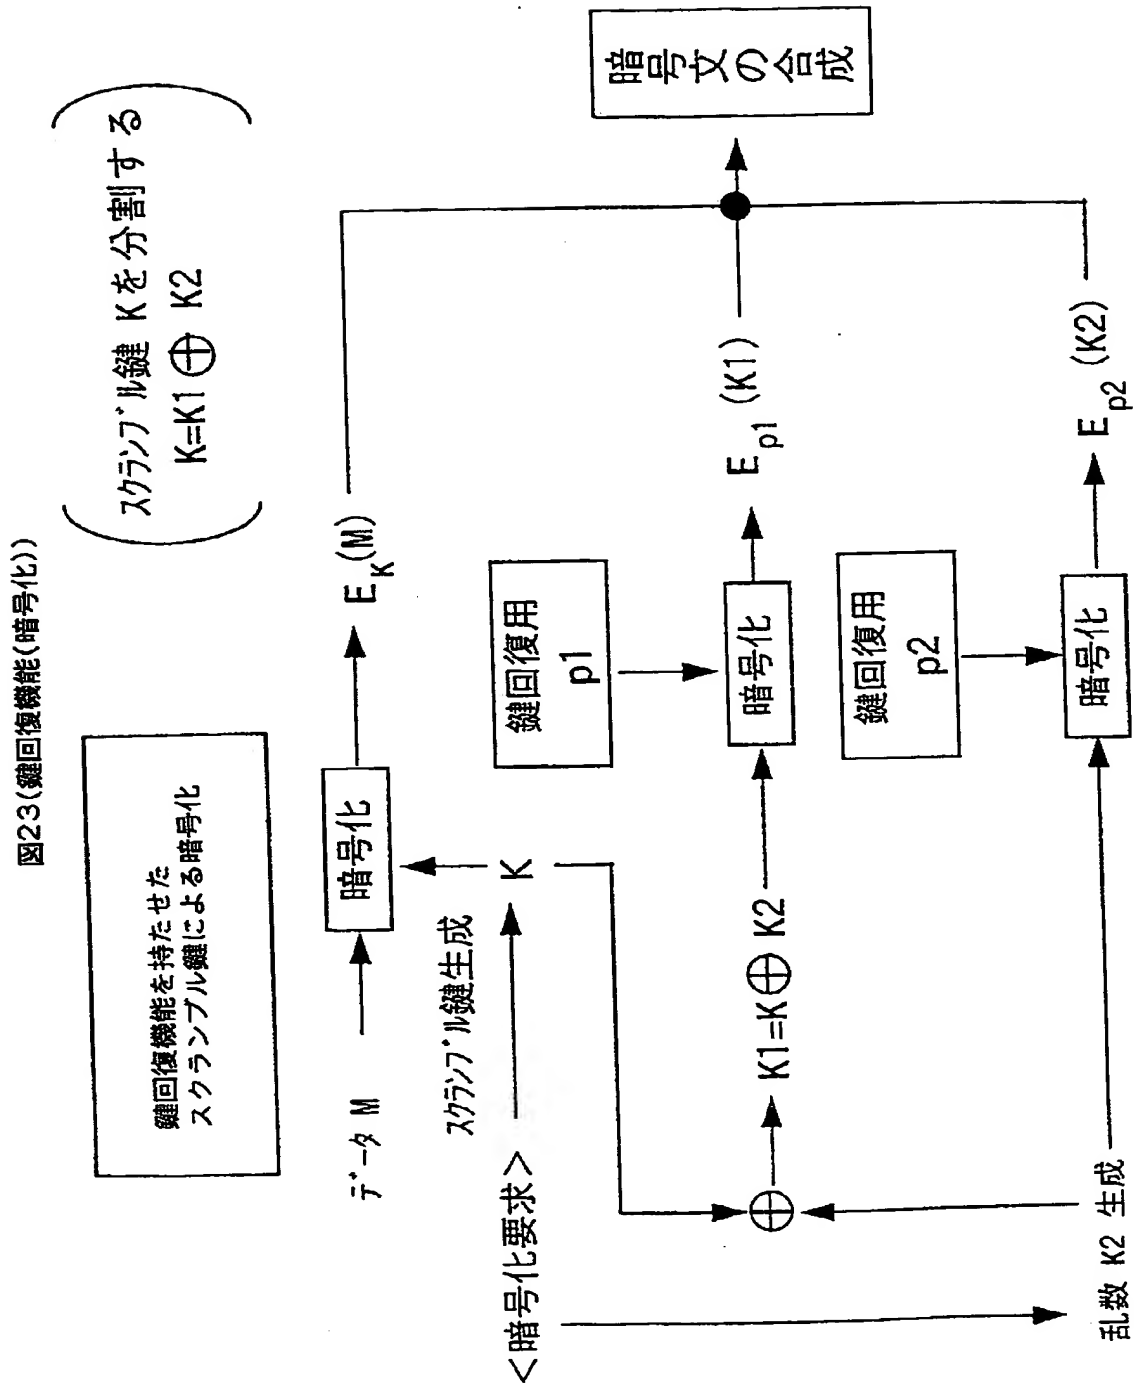 図23(鍵回復機能(暗号化))
鍵回復機能を持たせた
スクランブル鍵による暗号化
スクランブル鍵 Kを分割する
K=K1⊕K2
データ M
暗号化
E_K (M)
スクランブル鍵生成
<暗号化要求>
K
鍵回復用
p1
K1=K⊕K2
暗号化
E_p1 (K1)
暗号文の合成
鍵回復用
p2
乱数 K2 生成
暗号化
E_p2 (K2)